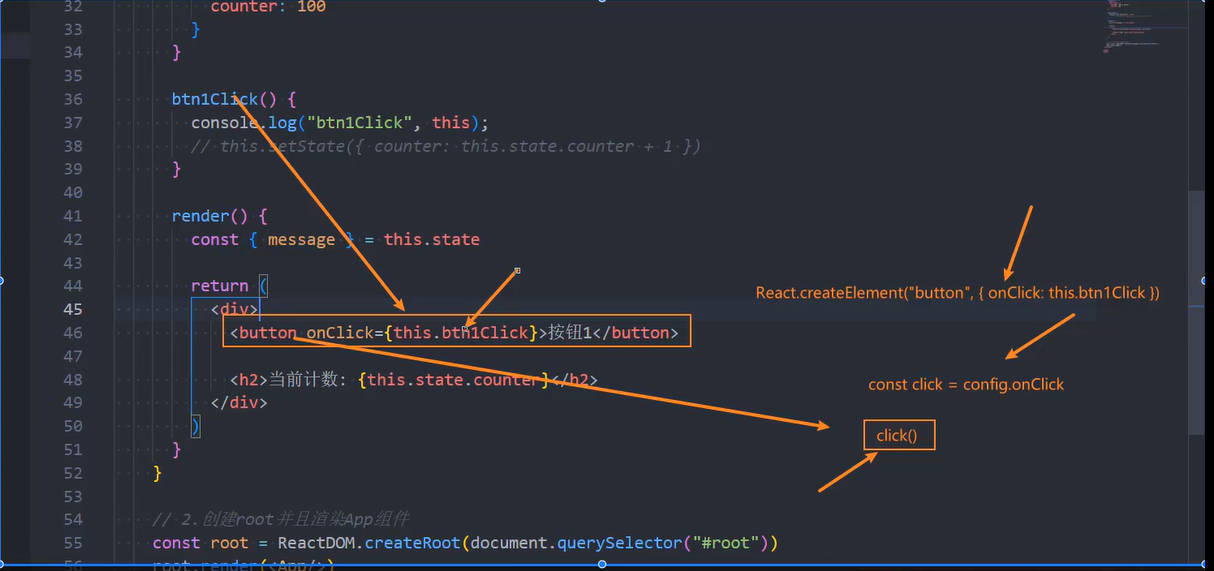 32 counter: 100
33 }
34 }
35
36 btn1Click() {
37 console.log("btn1Click", this);
38 // this.setState({ counter: this.state.counter + 1 })
39 }
40
41 render() {
42 const { message } = this.state
43
44 return (
45 <div>
46 <button onClick={this.btn1Click}>按钮1</button>
47
48 <h2>当前计数: {this.state.counter}</h2>
49 </div>
50 )
51 }
52 }
53
54 // 2.创建root并且渲染App组件
55 const root = ReactDOM.createRoot(document.querySelector("#root"))
56 root.render(<App/>)
React.createElement("button", { onClick: this.btn1Click })
const click = config.onClick
click()